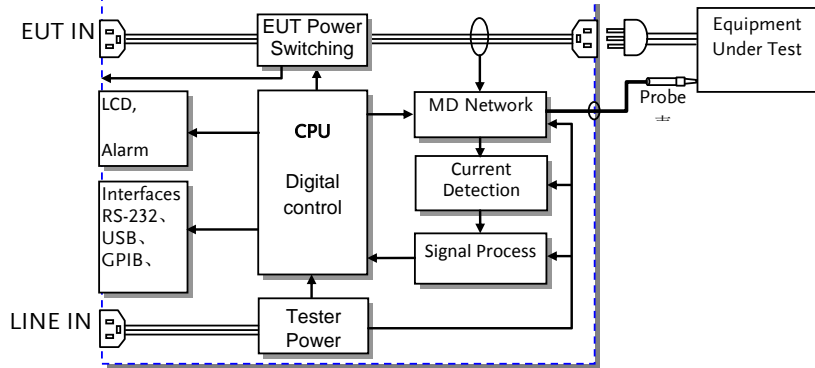 EUT IN
EUT Power
Switching
Equipment
Under Test
LCD,
Alarm
CPU
Digital
control
MD Network
Probe
Current
Detection
Interfaces
RS-232、
USB、
GPIB、
Signal Process
LINE IN
Tester
Power